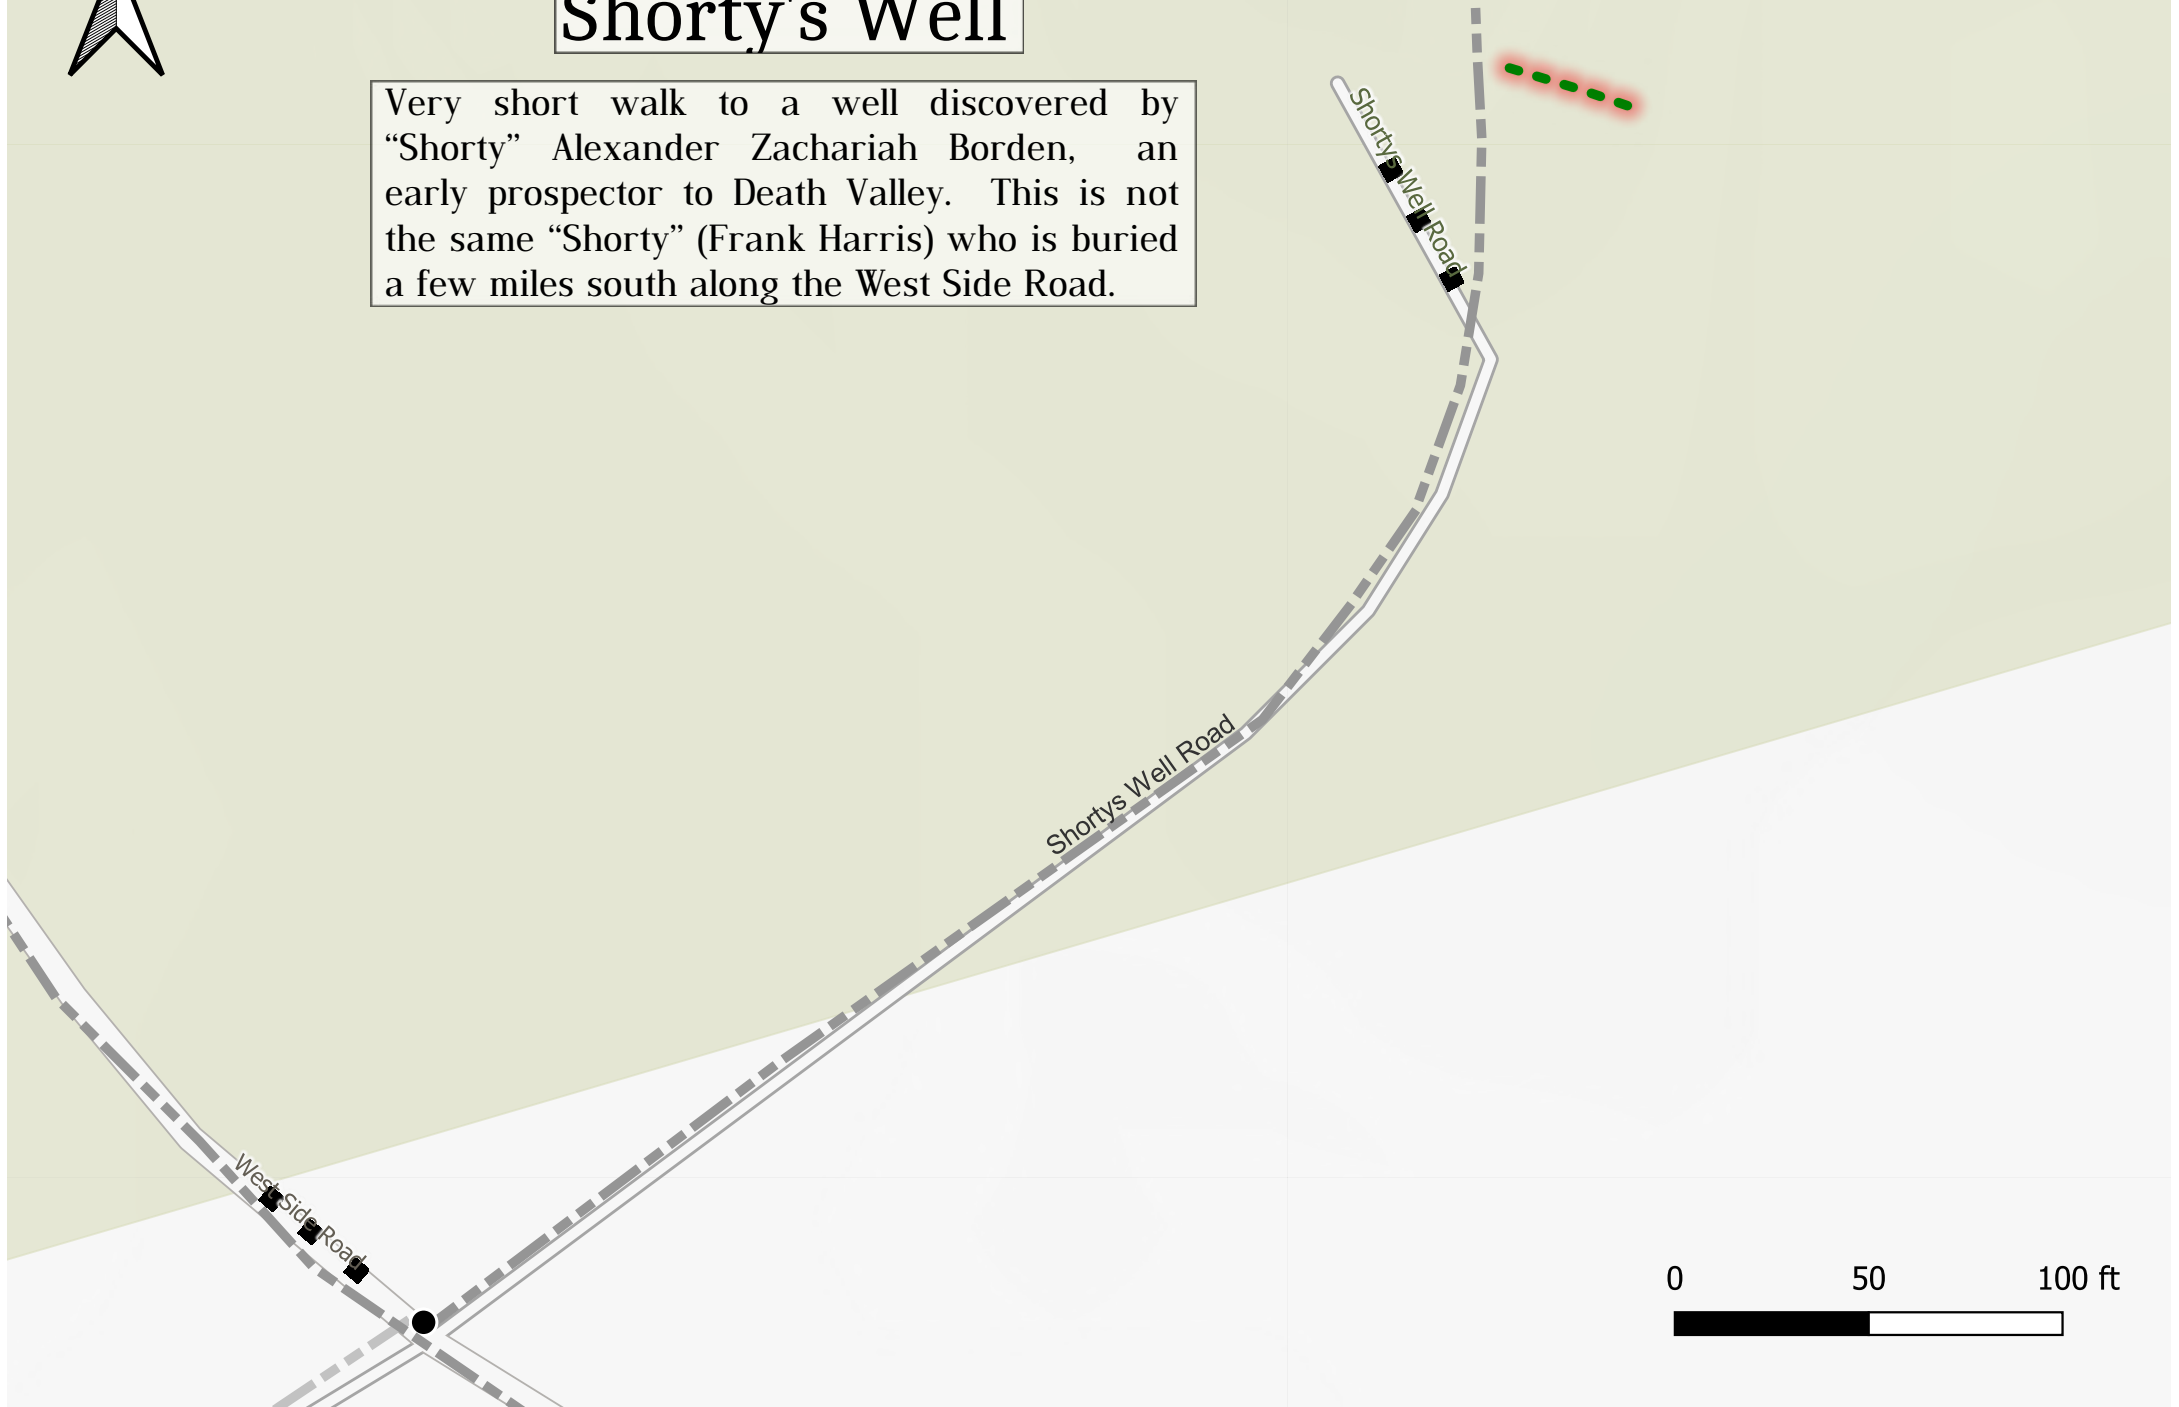 Shorty's Well
Very short walk to a well discovered by
“Shorty” Alexander Zachariah Borden, an
early prospector to Death Valley. This is not
the same “Shorty” (Frank Harris) who is buried
a few miles south along the West Side Road.
Shortys Well Road
Shortys Well Road
West Side Road
0 50 100 ft